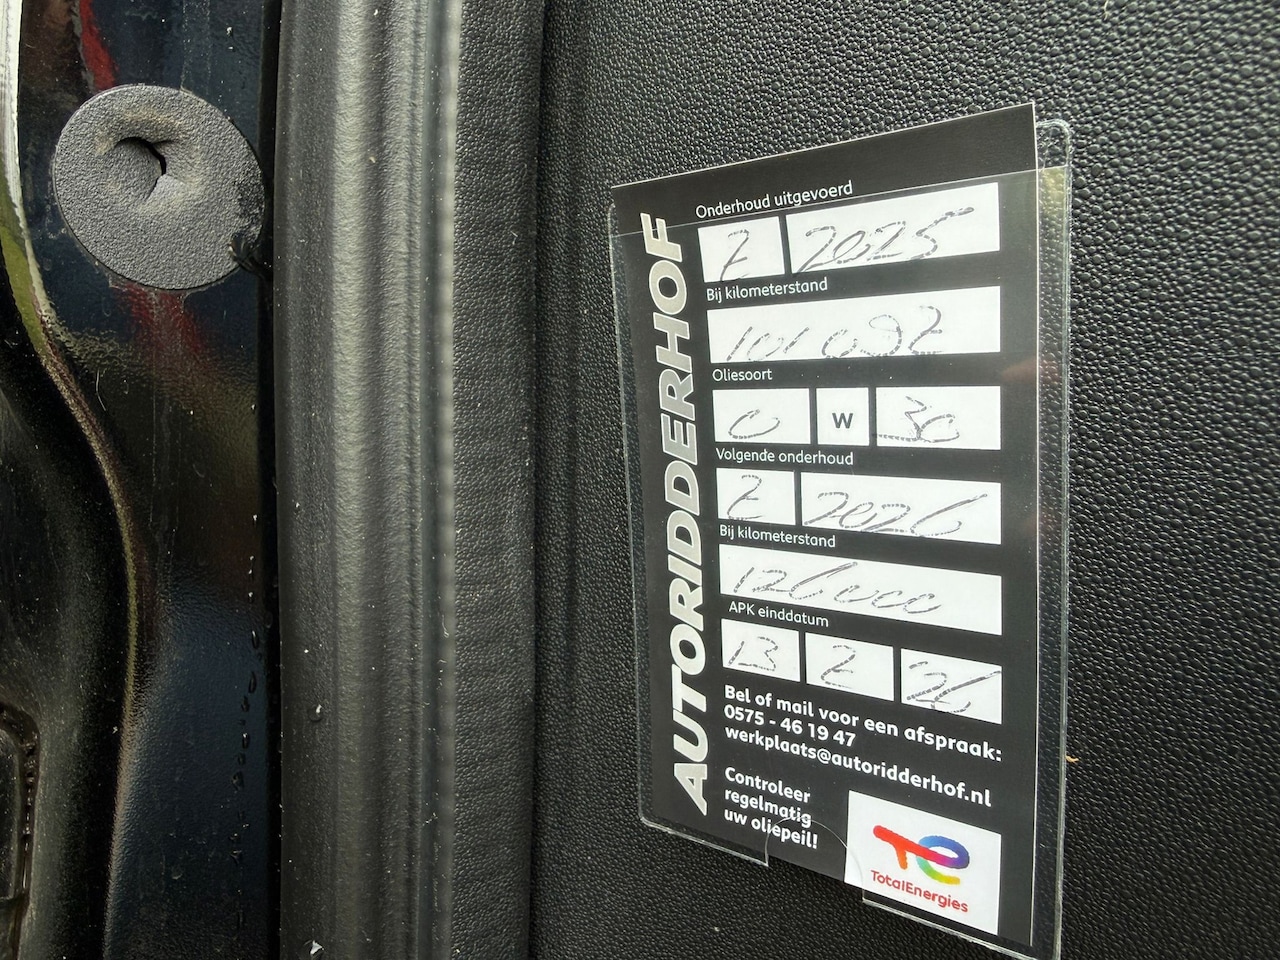 AUTORIDDERHOF
Onderhoud uitgevoerd
2 2025
Bij kilometerstand
101092
Oliesoort
0 W 30
Volgende onderhoud
2 2026
Bij kilometerstand
126000
APK einddatum
13 2 26
Bel of mail voor een afspraak:
0575 - 46 19 47
werkplaats@autoridderhof.nl
Controleer
regelmatig
uw oliepeil!
TotalEnergies